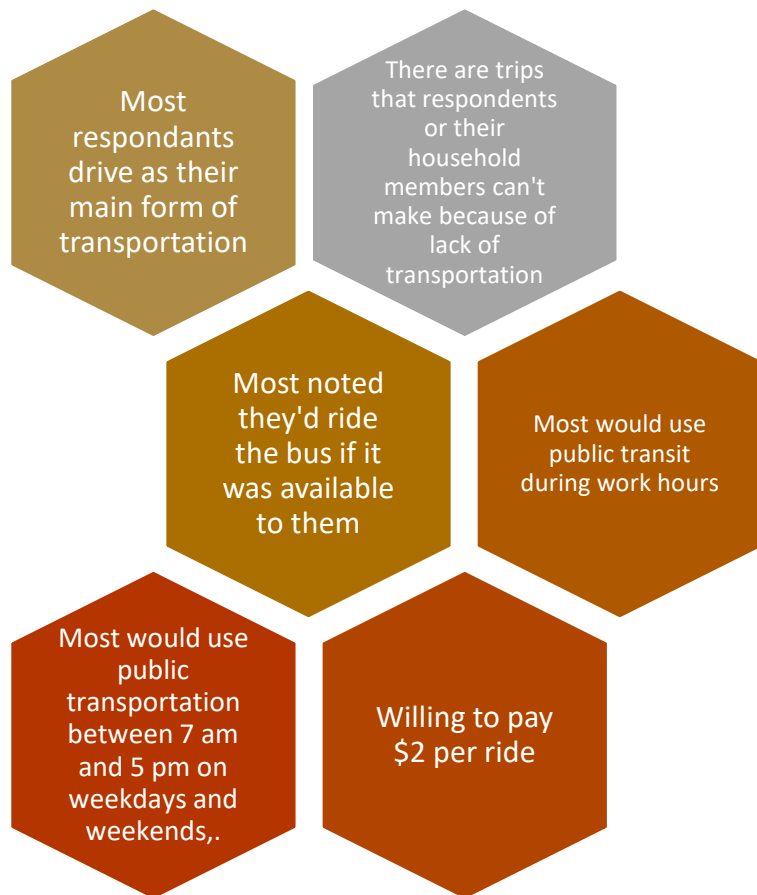 Most
respondants
drive as their
main form of
transportation
There are trips
that respondents
or their
household
members can't
make because of
lack of
transportation
Most noted
they'd ride
the bus if it
was available
to them
Most would use
public transit
during work hours
Most would use
public
transportation
between 7 am
and 5 pm on
weekdays and
weekends,.
Willing to pay
$2 per ride